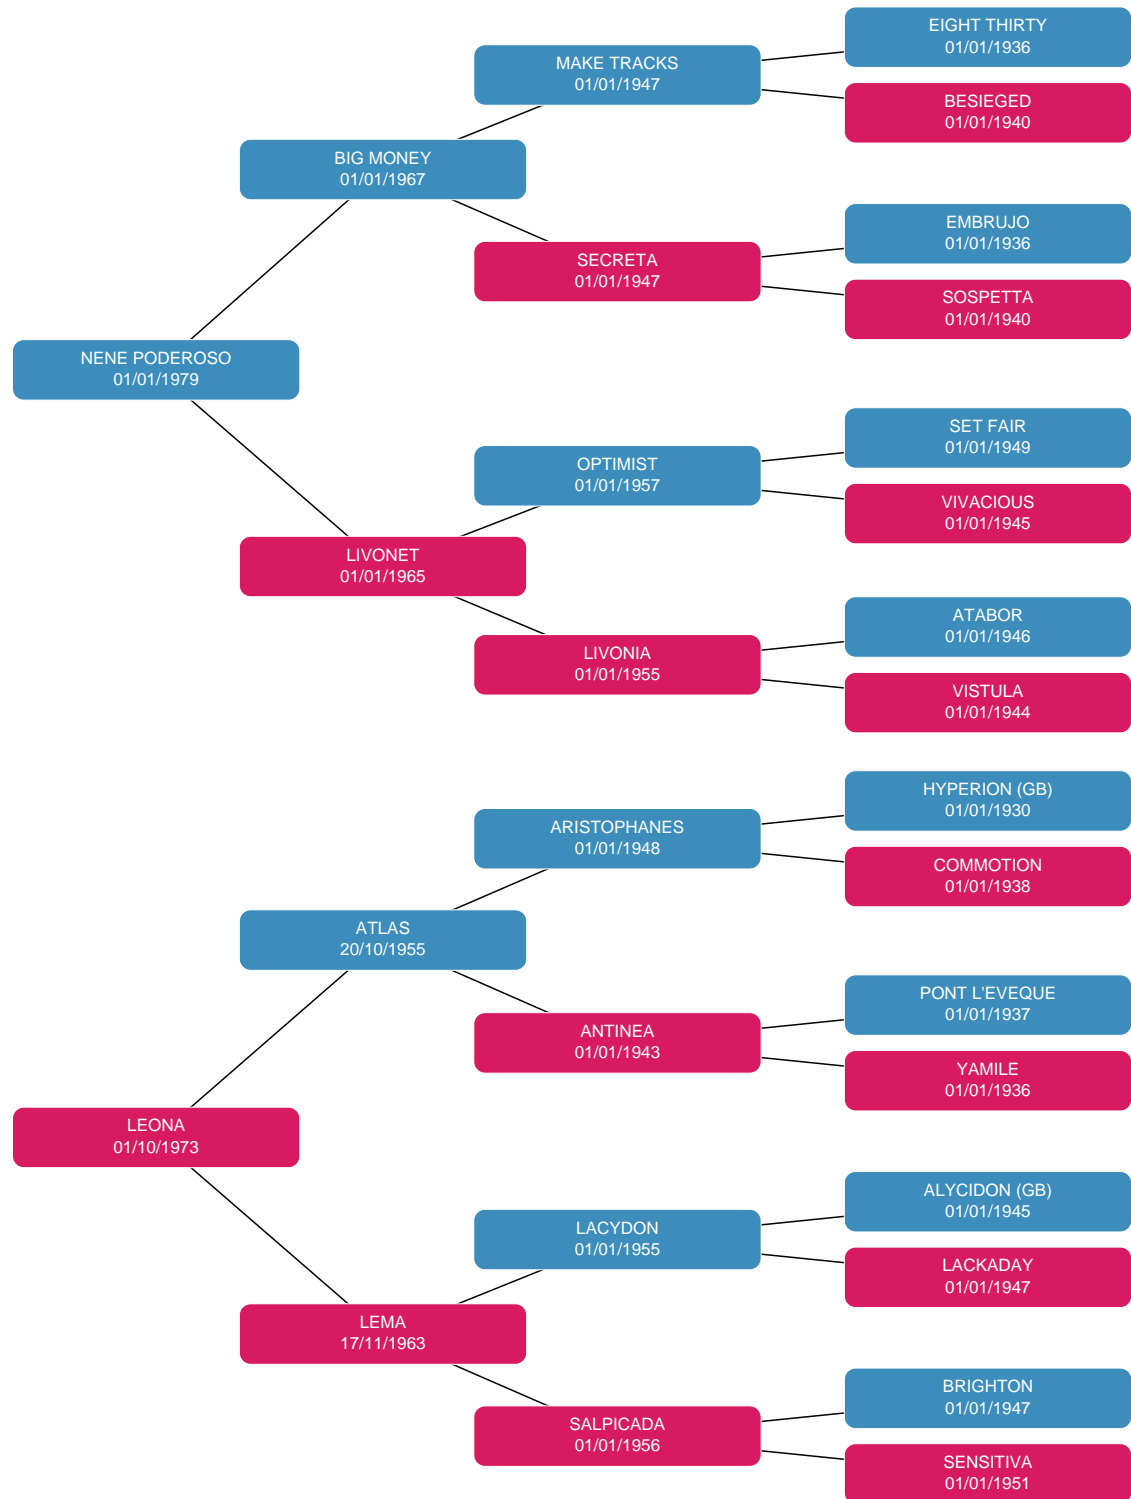 EIGHT THIRTY
01/01/1936
MAKE TRACKS
01/01/1947
BESIEGED
01/01/1940
BIG MONEY
01/01/1967
EMBRUJO
01/01/1936
SECRETA
01/01/1947
SOSPETTA
01/01/1940
NENE PODEROSO
01/01/1979
SET FAIR
01/01/1949
OPTIMIST
01/01/1957
VIVACIOUS
01/01/1945
LIVONET
01/01/1965
ATABOR
01/01/1946
LIVONIA
01/01/1955
VISTULA
01/01/1944
HYPERION (GB)
01/01/1930
ARISTOPHANES
01/01/1948
COMMOTION
01/01/1938
ATLAS
20/10/1955
PONT L'EVEQUE
01/01/1937
ANTINEA
01/01/1943
YAMILE
01/01/1936
LEONA
01/10/1973
ALYCIDON (GB)
01/01/1945
LACYDON
01/01/1955
LACKADAY
01/01/1947
LEMA
17/11/1963
BRIGHTON
01/01/1947
SALPICADA
01/01/1956
SENSITIVA
01/01/1951